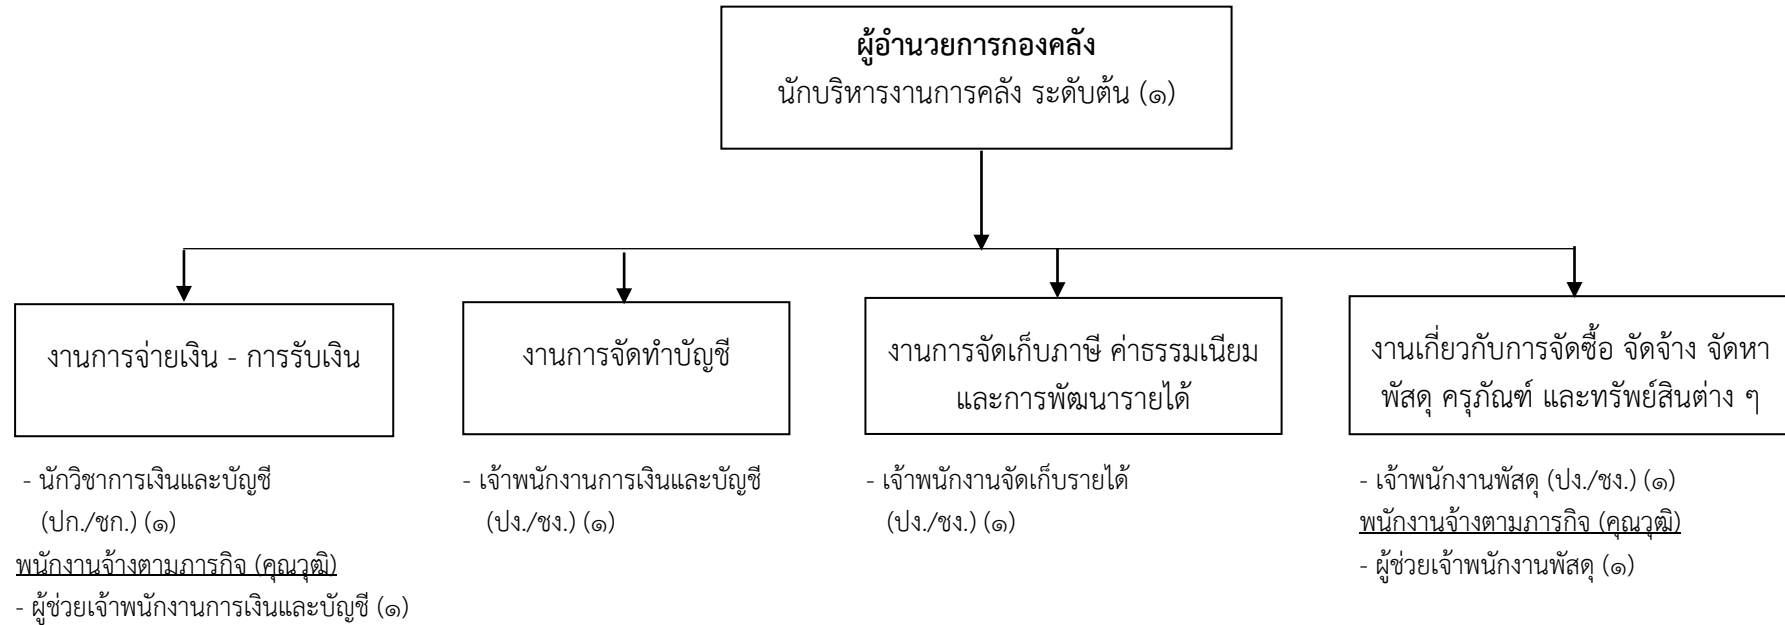 ผู้อำนวยการกองคลัง
นักบริหารงานการคลัง ระดับต้น (๑)
งานการจ่ายเงิน - การรับเงิน
- นักวิชาการเงินและบัญชี
(ปก./ชก.) (๑)
พนักงานจ้างตามภารกิจ (คุณวุฒิ)
- ผู้ช่วยเจ้าพนักงานการเงินและบัญชี (๑)
งานการจัดทำบัญชี
- เจ้าพนักงานการเงินและบัญชี
(ปง./ชง.) (๑)
งานการจัดเก็บภาษี ค่าธรรมเนียม
และการพัฒนารายได้
- เจ้าพนักงานจัดเก็บรายได้
(ปง./ชง.) (๑)
งานเกี่ยวกับการจัดซื้อ จัดจ้าง จัดหา
พัสดุ ครุภัณฑ์ และทรัพย์สินต่าง ๆ
- เจ้าพนักงานพัสดุ (ปง./ชง.) (๑)
พนักงานจ้างตามภารกิจ (คุณวุฒิ)
- ผู้ช่วยเจ้าพนักงานพัสดุ (๑)